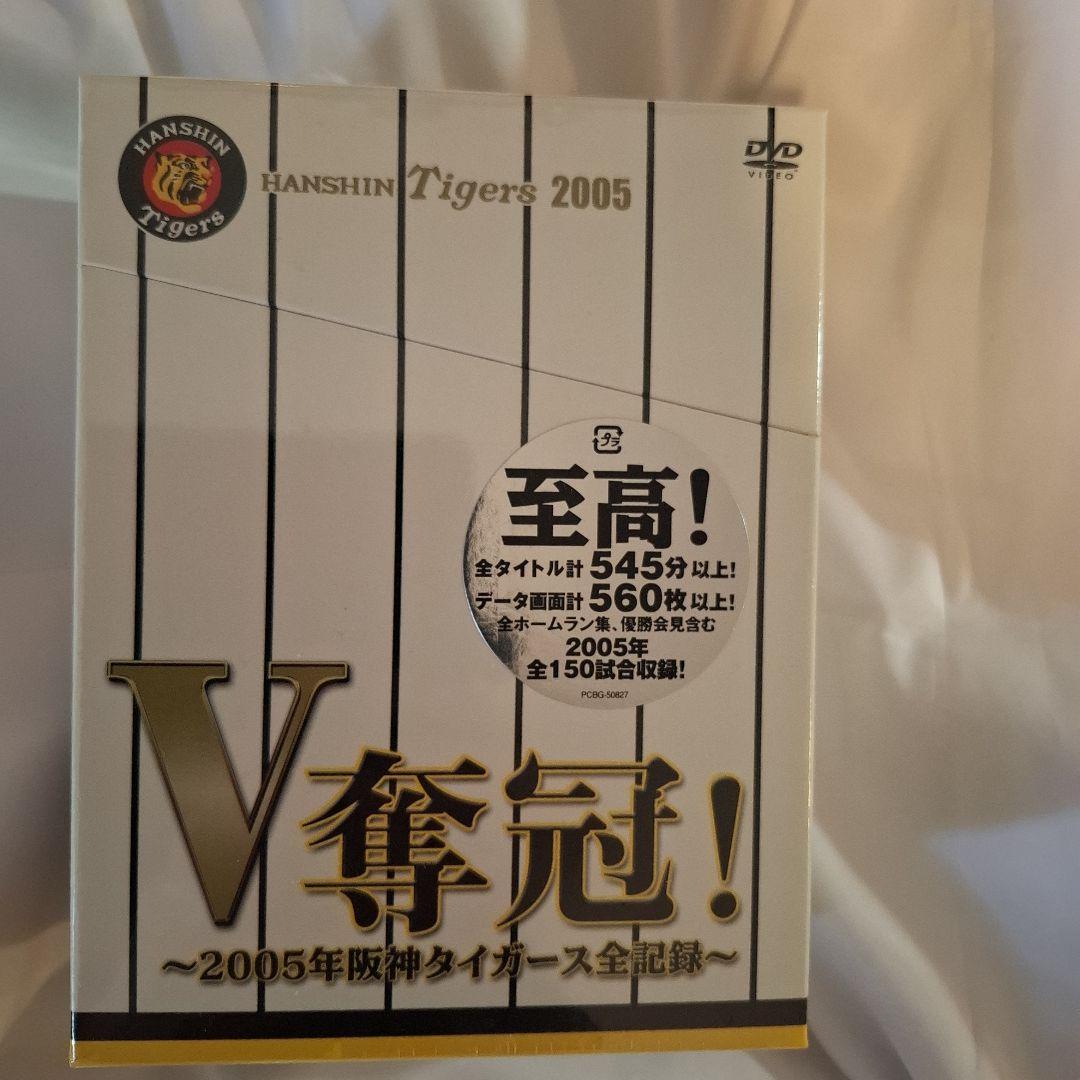 HANSHIN
Tigers
HANSHIN Tigers 2005
DVD
VIDEO
プラ
至高!
全タイトル計545分以上!
データ画面計560枚以上!
全ホームラン集、優勝会見含む
2005年
全150試合収録!
PCBG-50827
V奪冠!
〜2005年阪神タイガース全記録〜